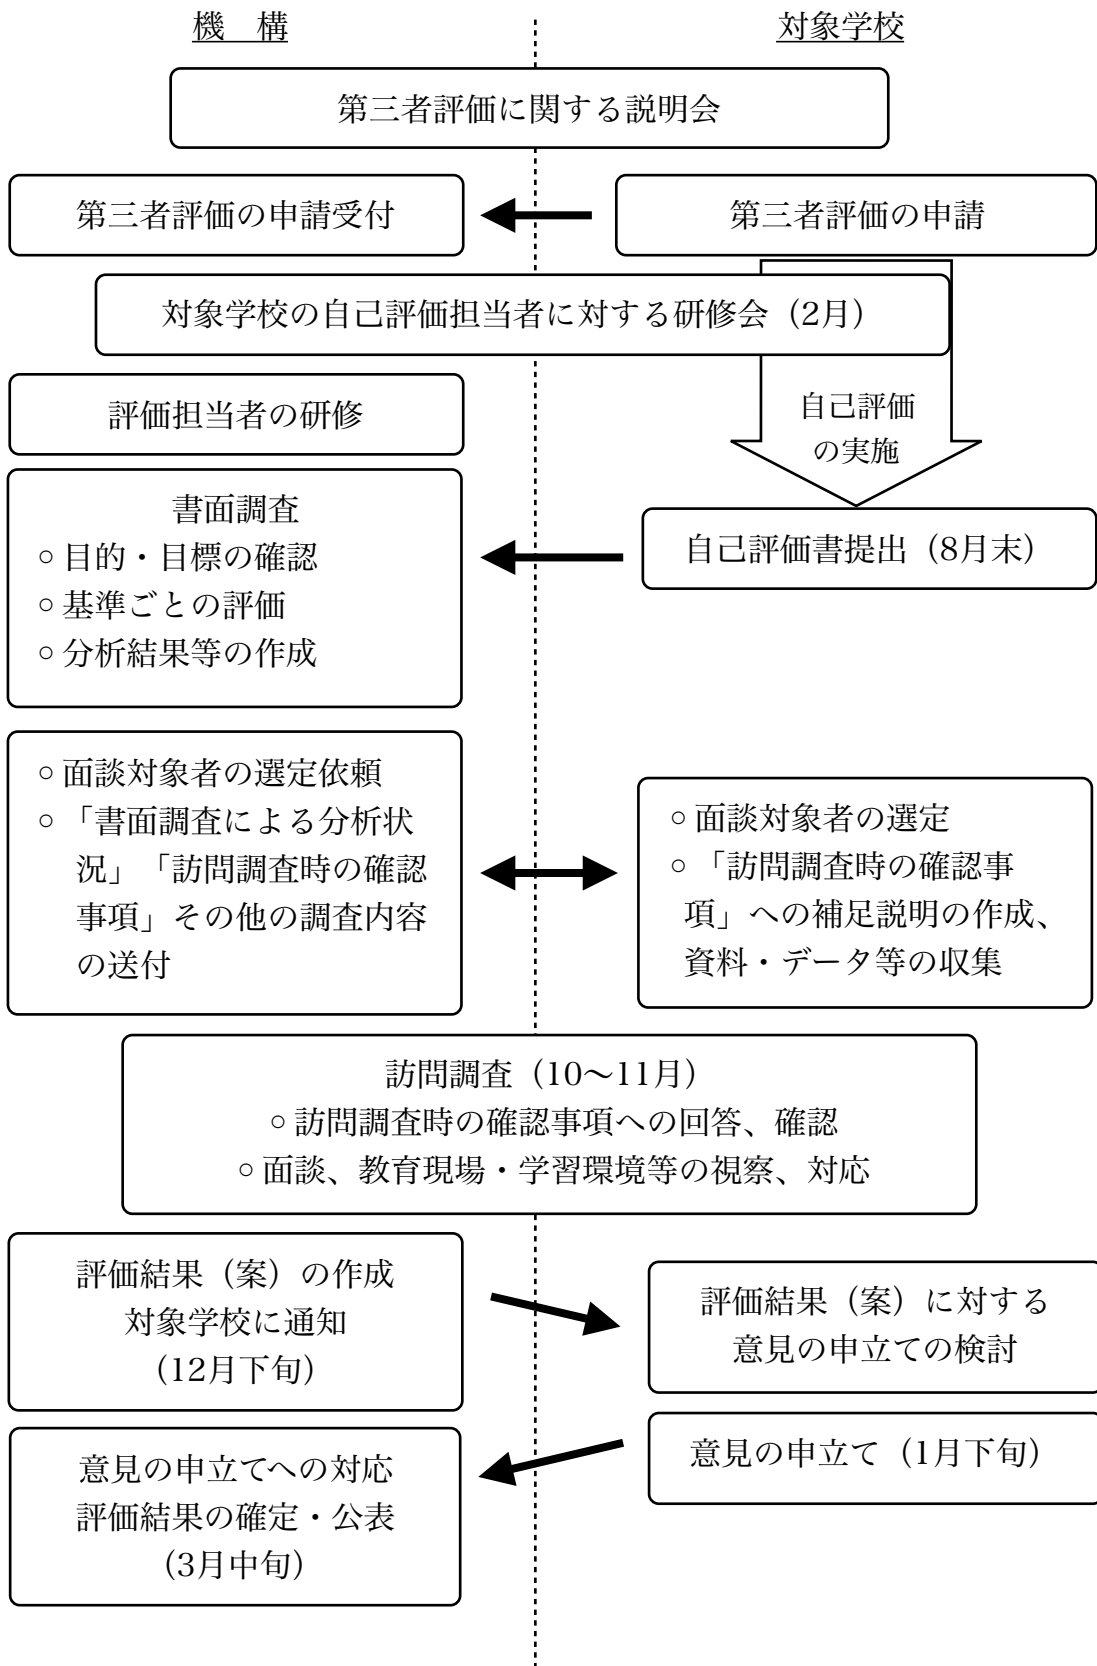 機　構
対象学校
第三者評価に関する説明会
第三者評価の申請受付
第三者評価の申請
対象学校の自己評価担当者に対する研修会（2月）
評価担当者の研修
自己評価
の実施
書面調査
○目的・目標の確認
○基準ごとの評価
○分析結果等の作成
自己評価書提出（8月末）
○面談対象者の選定依頼
○「書面調査による分析状
況」「訪問調査時の確認
事項」その他の調査内容
の送付
○面談対象者の選定
○「訪問調査時の確認事
項」への補足説明の作成、
資料・データ等の収集
訪問調査（10～11月）
○訪問調査時の確認事項への回答、確認
○面談、教育現場・学習環境等の視察、対応
評価結果（案）の作成
対象学校に通知
（12月下旬）
評価結果（案）に対する
意見の申立ての検討
意見の申立て（1月下旬）
意見の申立てへの対応
評価結果の確定・公表
（3月中旬）